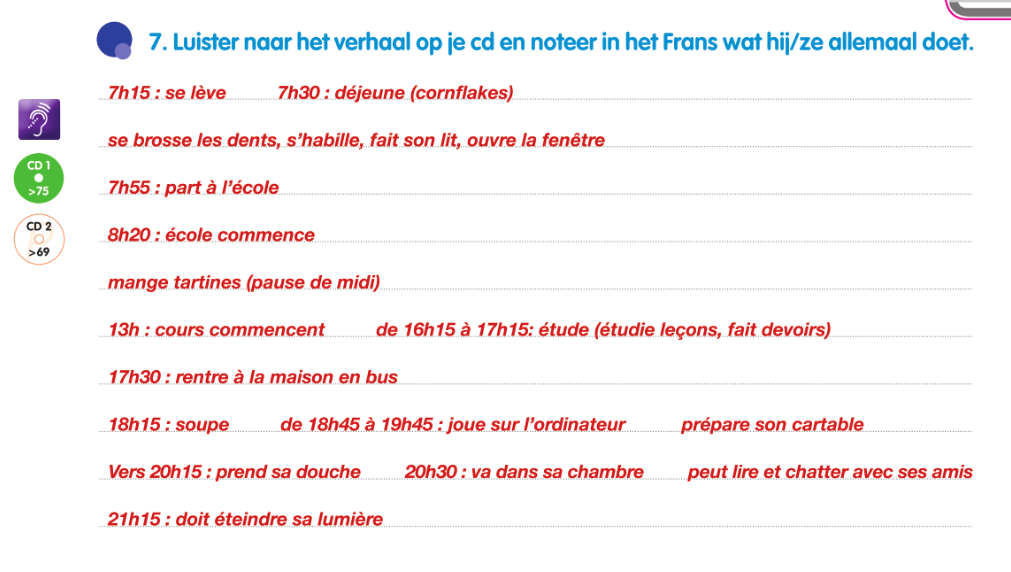 7. Luister naar het verhaal op je cd en noteer in het Frans wat hij/ze allemaal doet.
7h15 : se lève 7h30 : déjeune (cornflakes)
se brosse les dents, s’habille, fait son lit, ouvre la fenêtre
CD 1
>75
7h55 : part à l’école
CD 2
>69
8h20 : école commence
mange tartines (pause de midi)
13h : cours commencent de 16h15 à 17h15: étude (étudie leçons, fait devoirs)
17h30 : rentre à la maison en bus
18h15 : soupe de 18h45 à 19h45 : joue sur l’ordinateur prépare son cartable
Vers 20h15 : prend sa douche 20h30 : va dans sa chambre peut lire et chatter avec ses amis
21h15 : doit éteindre sa lumière